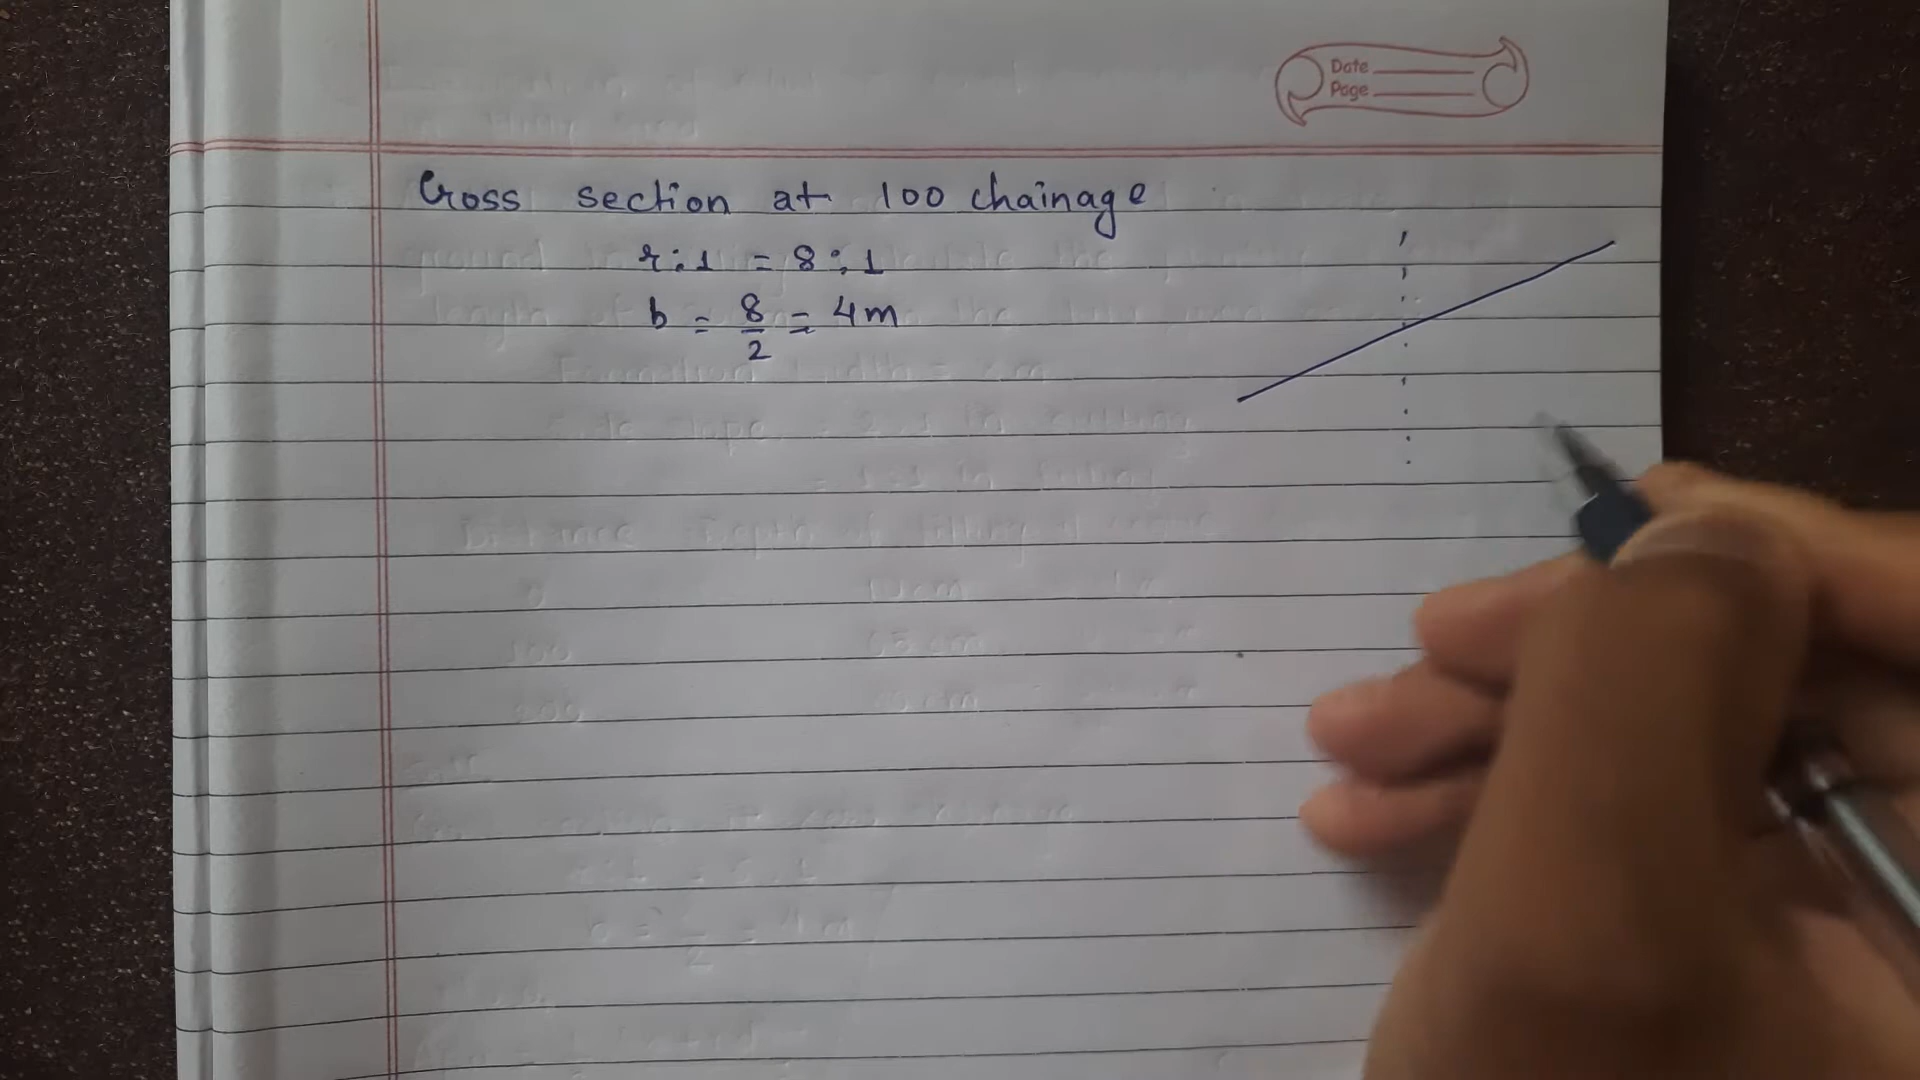 Date
Page
Cross section at 100 chainage
r:1 = 8:1
b = 8/2 = 4m